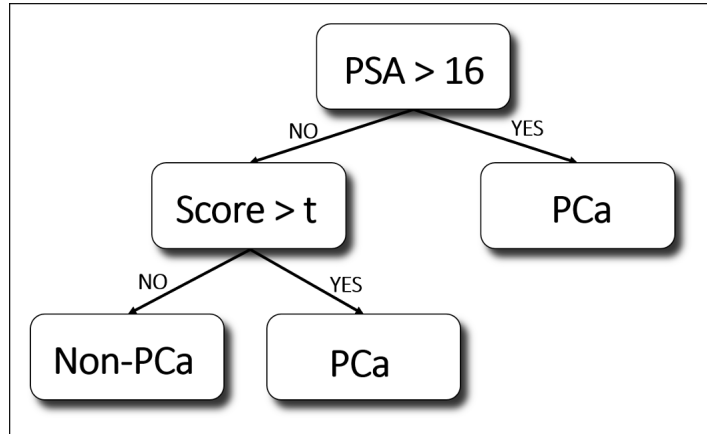 PSA > 16
NO
YES
Score > t
PCa
NO
YES
Non-PCa
PCa